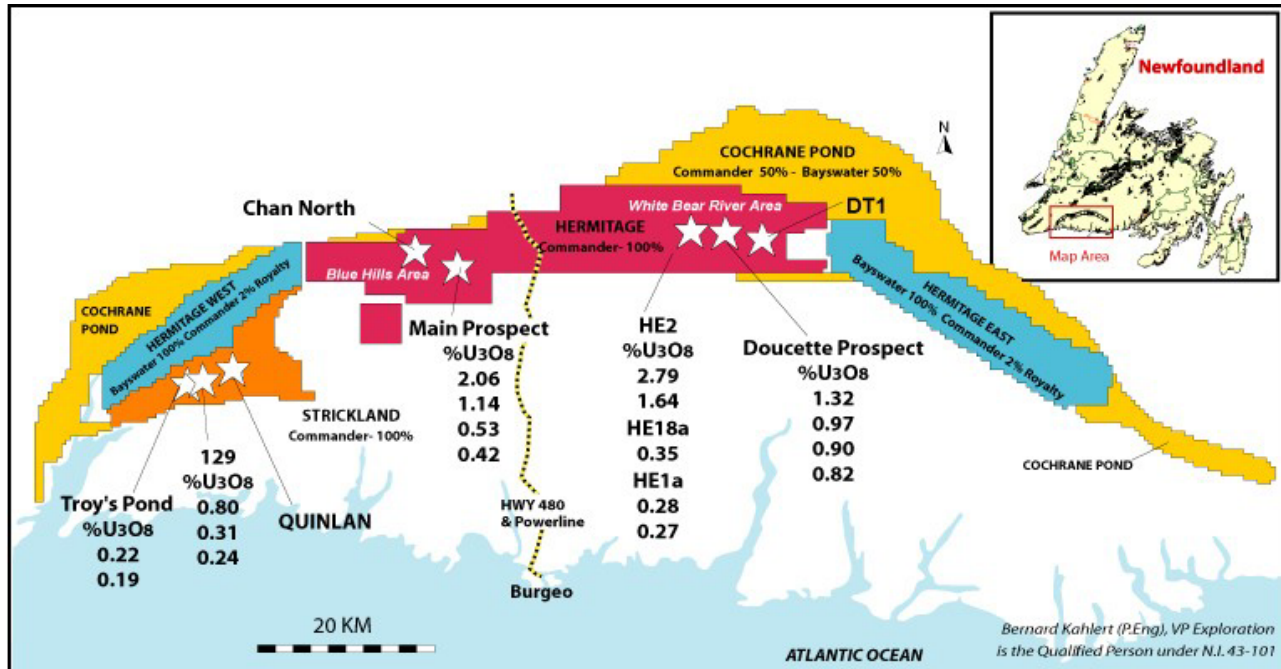 Newfoundland
Map Area
N
COCHRANE POND
Commander 50% - Bayswater 50%
White Bear River Area
DT1
Chan North
HERMITAGE
Commander- 100%
Blue Hills Area
COCHRANE
POND
HERMITAGE WEST
Bayswater 100% Commander 2% Royalty
HERMITAGE EAST
Bayswater 100% Commander 2% Royalty
Main Prospect
%U3O8
2.06
1.14
0.53
0.42
HE2
%U3O8
2.79
1.64
HE18a
0.35
HE1a
0.28
0.27
Doucette Prospect
%U3O8
1.32
0.97
0.90
0.82
STRICKLAND
Commander- 100%
129
%U3O8
0.80
0.31
0.24
Troy's Pond
%U3O8
0.22
0.19
QUINLAN
COCHRANE POND
HWY 480
& Powerline
Burgeo
20 KM
ATLANTIC OCEAN
Bernard Kahlert (P.Eng), VP Exploration
is the Qualified Person under N.I. 43-101